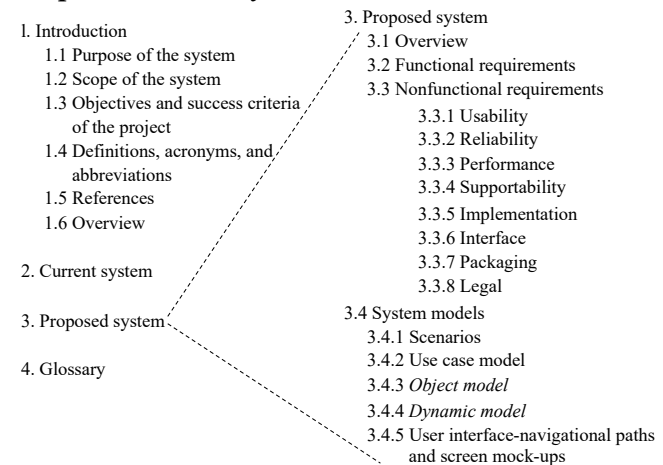 l. Introduction
1.1 Purpose of the system
1.2 Scope of the system
1.3 Objectives and success criteria
of the project
1.4 Definitions, acronyms, and
abbreviations
1.5 References
1.6 Overview
2. Current system
3. Proposed system
4. Glossary
3. Proposed system
3.1 Overview
3.2 Functional requirements
3.3 Nonfunctional requirements
3.3.1 Usability
3.3.2 Reliability
3.3.3 Performance
3.3.4 Supportability
3.3.5 Implementation
3.3.6 Interface
3.3.7 Packaging
3.3.8 Legal
3.4 System models
3.4.1 Scenarios
3.4.2 Use case model
3.4.3 Object model
3.4.4 Dynamic model
3.4.5 User interface-navigational paths
and screen mock-ups